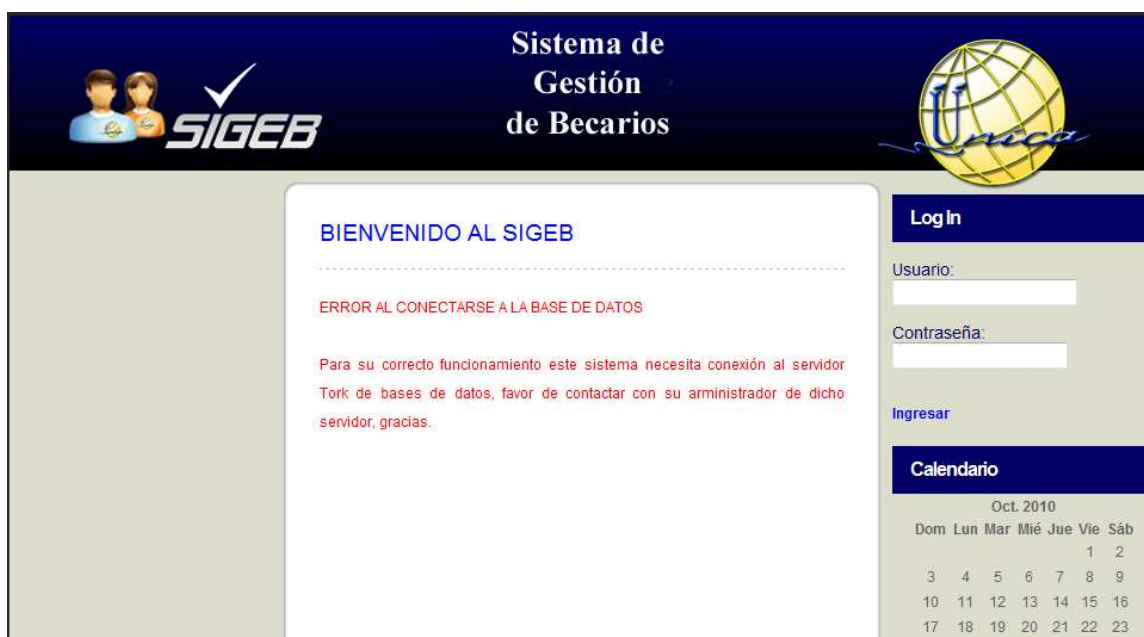 SIGEB
Sistema de
Gestión
de Becarios
Unica
BIENVENIDO AL SIGEB
ERROR AL CONECTARSE A LA BASE DE DATOS
Para su correcto funcionamiento este sistema necesita conexión al servidor
Tork de bases de datos, favor de contactar con su arministrador de dicho
servidor, gracias.
Log In
Usuario:
Contraseña:
Ingresar
Calendario
Oct. 2010
Dom Lun Mar Mié Jue Vie Sáb
1 2
3 4 5 6 7 8 9
10 11 12 13 14 15 16
17 18 19 20 21 22 23